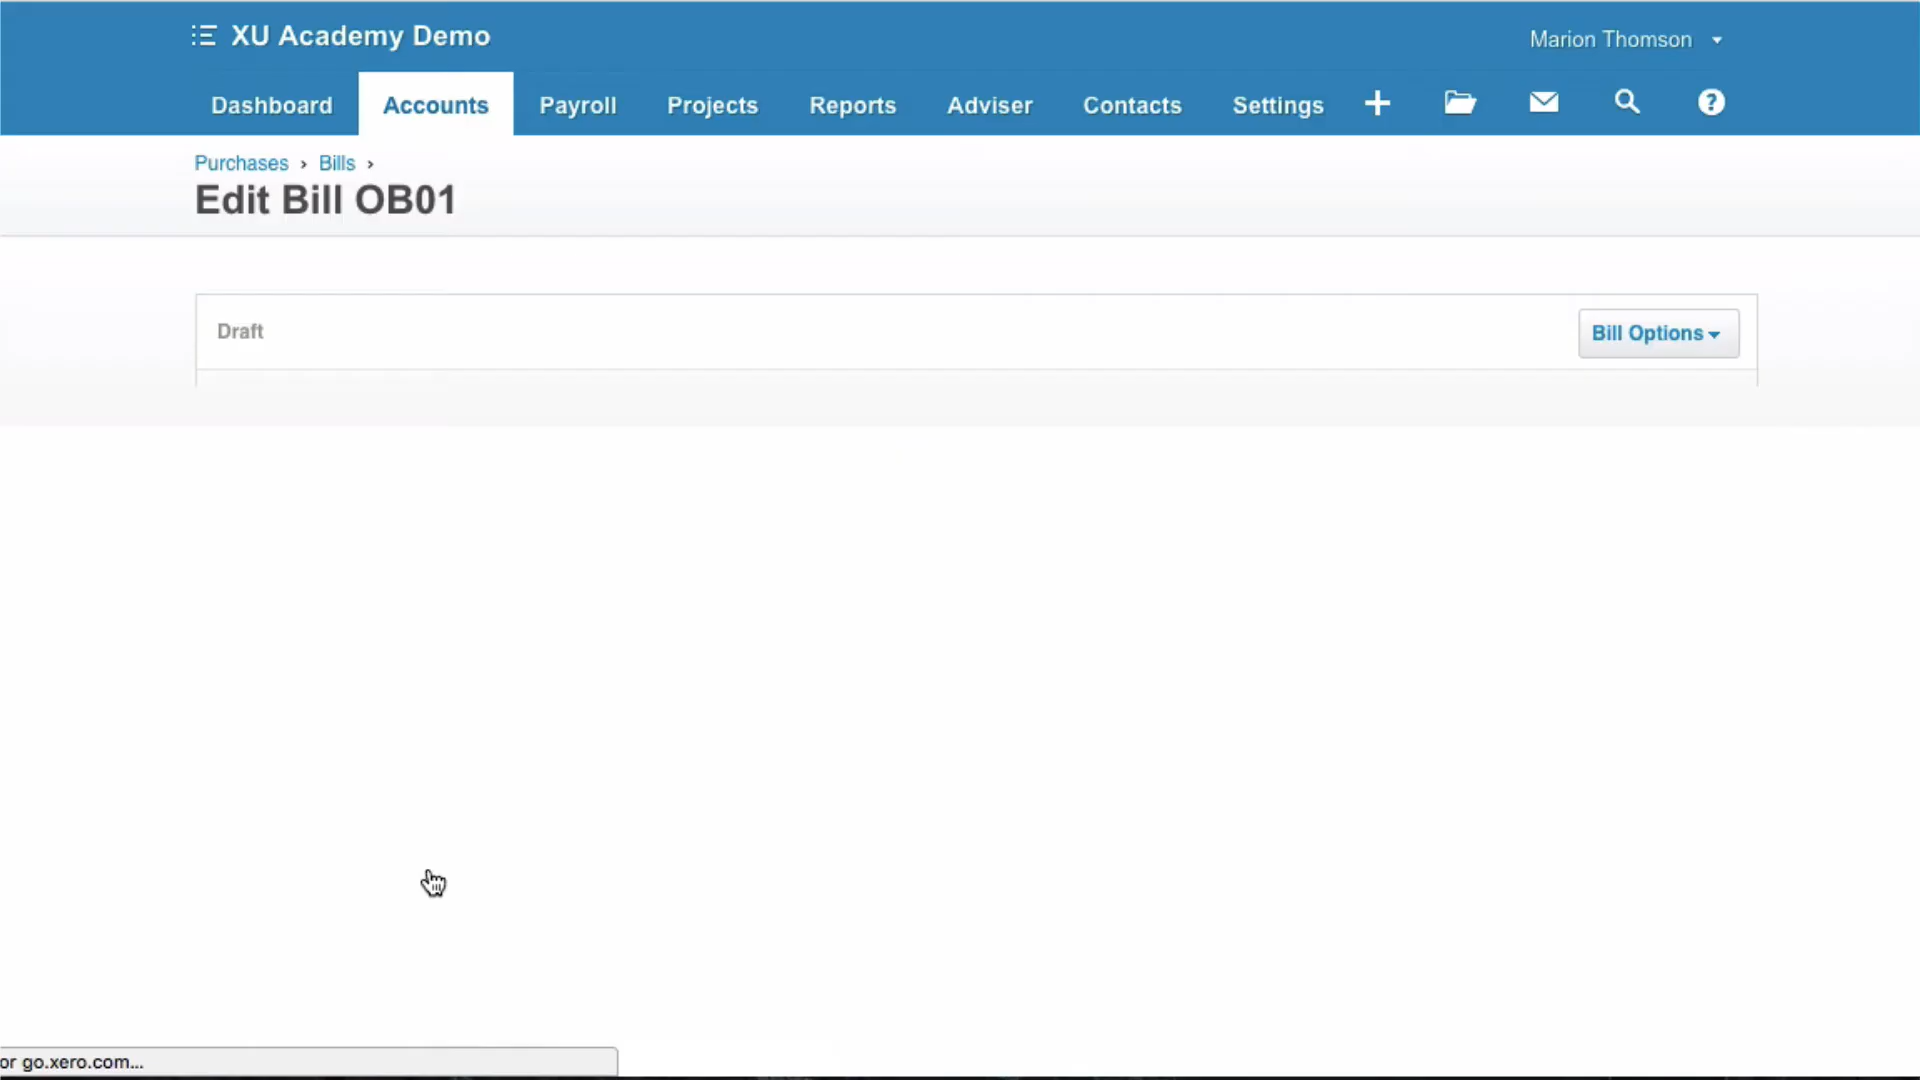 XU Academy Demo
Marion Thomson
Dashboard Accounts Payroll Projects Reports Adviser Contacts Settings
Purchases › Bills ›
Edit Bill OB01
Draft
Bill Options
or go.xero.com...